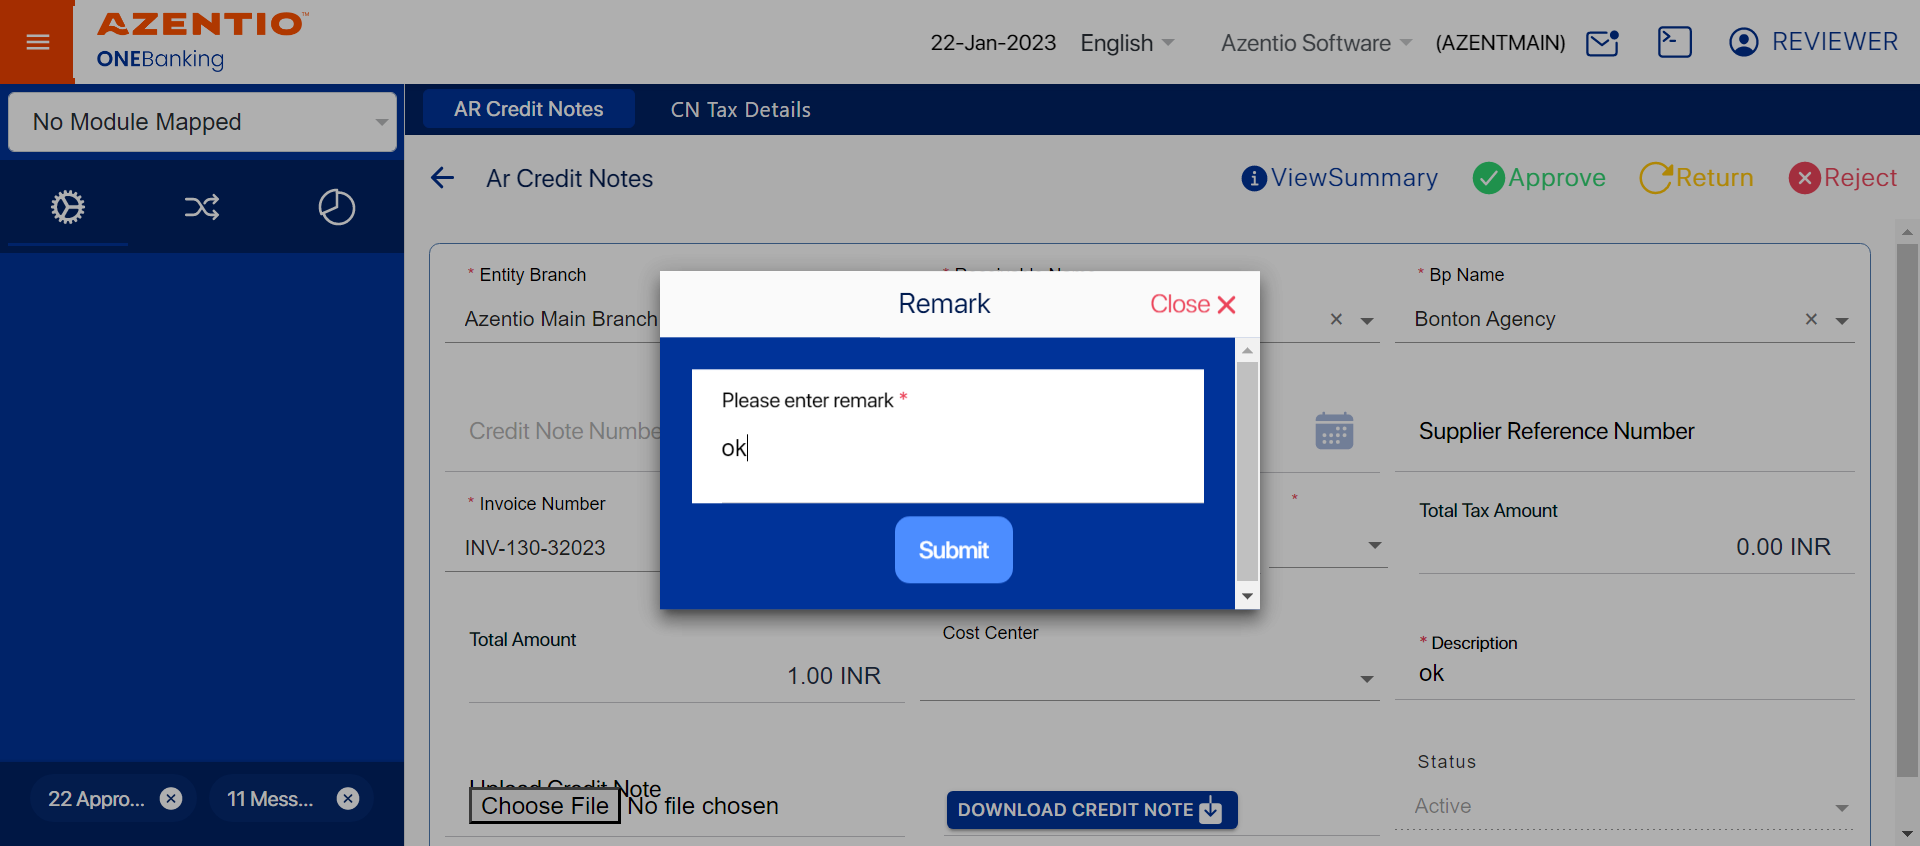 AZENTIO™
ONEBanking
22-Jan-2023
English
Azentio Software
(AZENTMAIN)
REVIEWER
No Module Mapped
AR Credit Notes
CN Tax Details
Ar Credit Notes
ViewSummary
Approve
Return
Reject
* Entity Branch
* Bp Name
Azentio Main Branch
Bonton Agency
Remark
Close
Please enter remark *
ok
Submit
Credit Note Numbe
Supplier Reference Number
* Invoice Number
*
Total Tax Amount
INV-130-32023
0.00 INR
Total Amount
Cost Center
* Description
1.00 INR
ok
Upload Credit Note
Choose File No file chosen
DOWNLOAD CREDIT NOTE
Status
Active
22 Appro...
11 Mess...